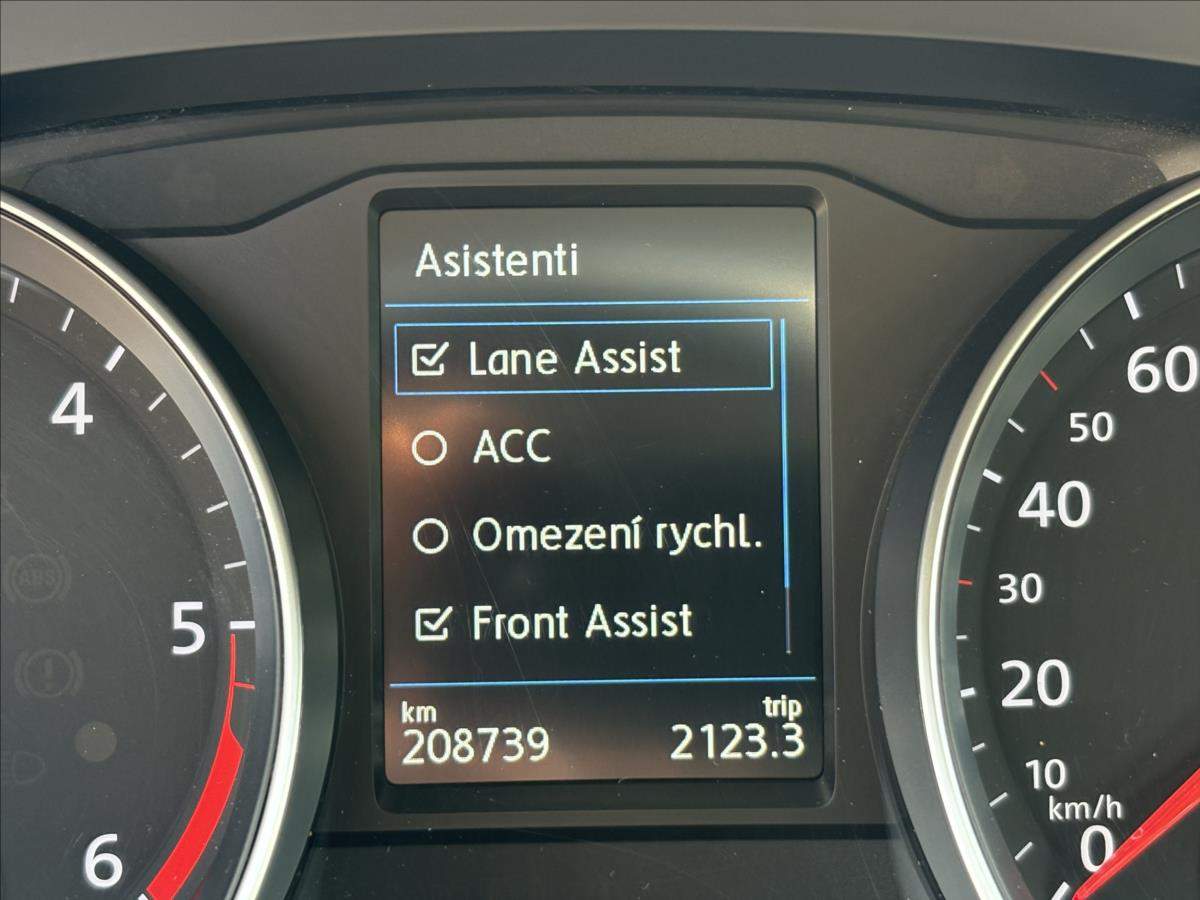 Asistenti
Lane Assist
ACC
Omezení rychl.
Front Assist
km trip
208739 2123.3
4
5
6
ABS
60
50
40
30
20
10
km/h
0